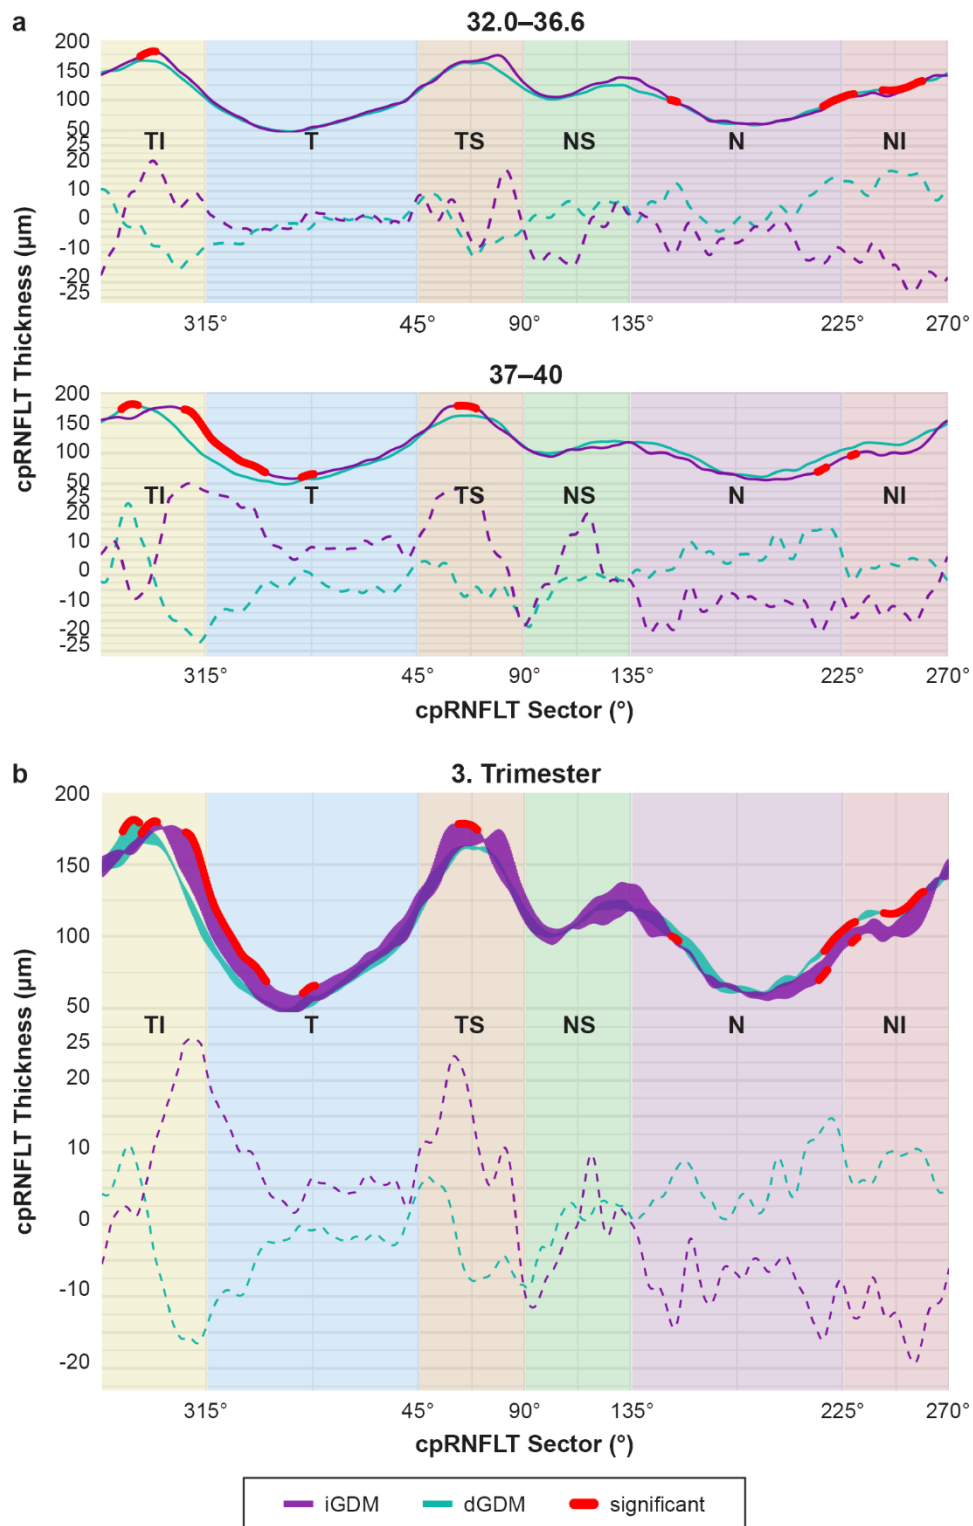 a
32.0–36.6
200
150
100
50
25
20
10
0
-10
-20
-25
TI T TS NS N NI
315° 45° 90° 135° 225° 270°
cpRNFLT Thickness (µm)
37–40
200
150
100
50
25
20
10
0
-10
-20
-25
TI T TS NS N NI
315° 45° 90° 135° 225° 270°
cpRNFLT Sector (°)
b
3. Trimester
200
150
100
50
25
20
10
0
-10
-20
TI T TS NS N NI
cpRNFLT Thickness (µm)
315° 45° 90° 135° 225° 270°
cpRNFLT Sector (°)
iGDM dGDM significant